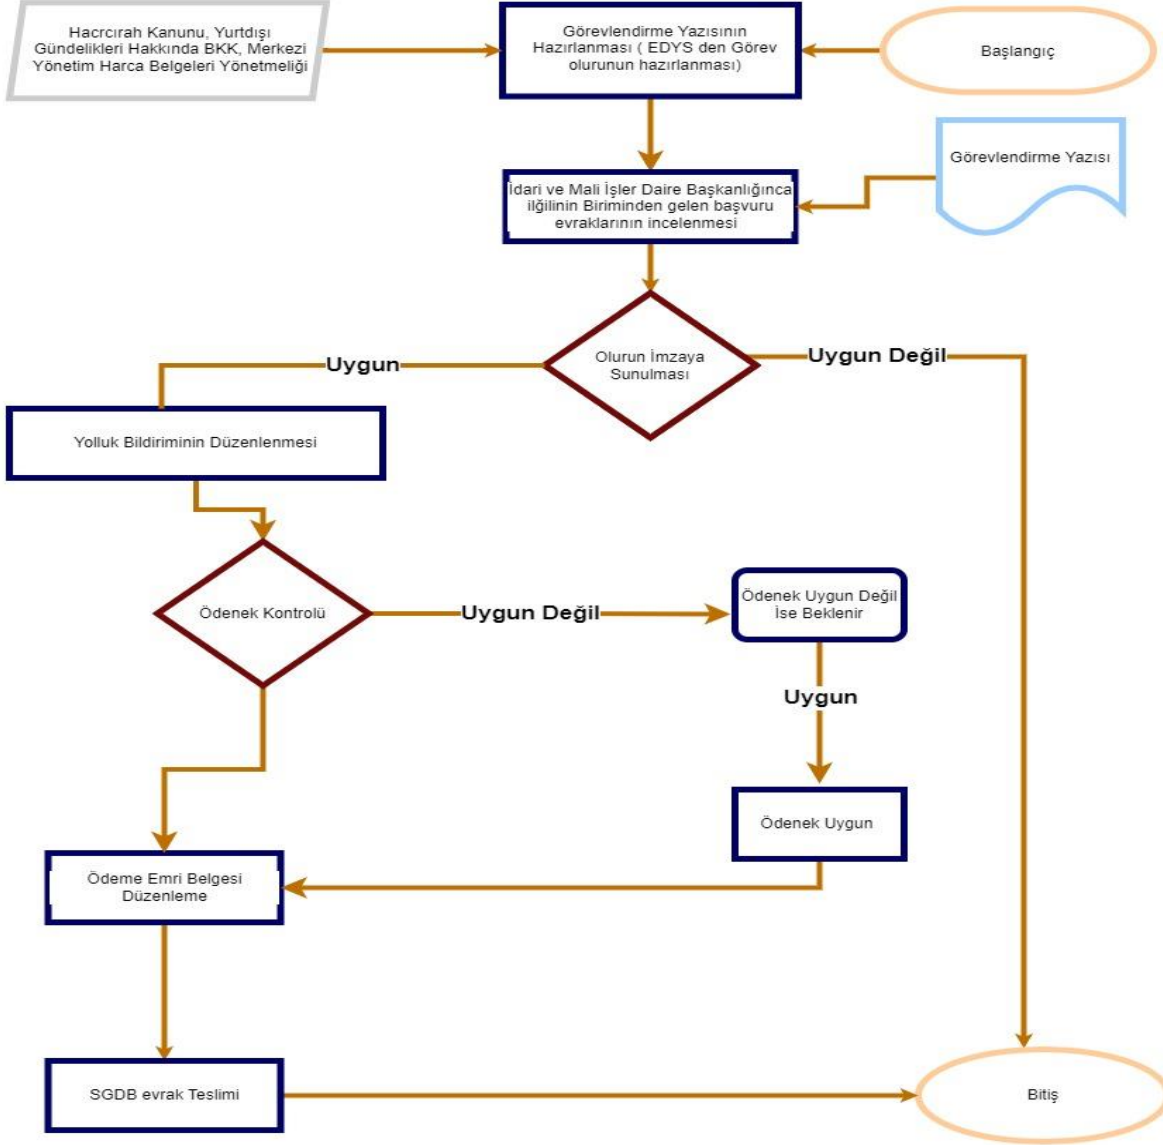 Hacrcırah Kanunu, Yurtdışı
Gündelikleri Hakkında BKK, Merkezi
Yönetim Harca Belgeleri Yönetmeliği
Görevlendirme Yazısının
Hazırlanması ( EDYS den Görev
olurunun hazırlanması)
Başlangıç
Görevlendirme Yazısı
İdari ve Mali İşler Daire Başkanlığınca
ilğilinin Biriminden gelen başvuru
evraklarının incelenmesi
Olurun İmzaya
Sunulması
Uygun
Uygun Değil
Yolluk Bildiriminin Düzenlenmesi
Ödenek Kontrolü
Uygun Değil
Ödenek Uygun Değil
İse Beklenir
Uygun
Ödenek Uygun
Ödeme Emri Belgesi
Düzenleme
SGDB evrak Teslimi
Bitiş